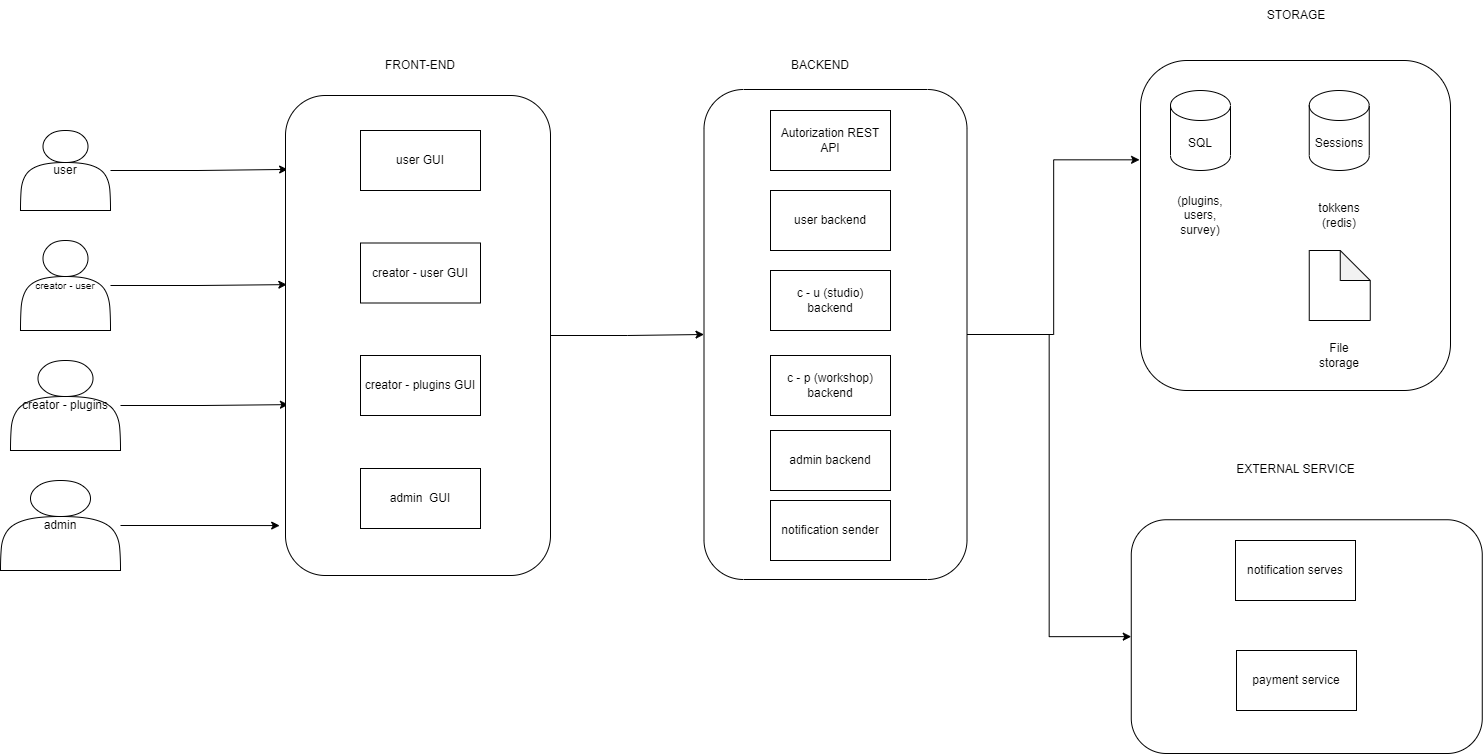 STORAGE
FRONT-END
BACKEND
user
creator - user
creator - plugins
admin
user GUI
creator - user GUI
creator - plugins GUI
admin  GUI
Autorization REST
API
user backend
c - u (studio)
backend
c - p (workshop)
backend
admin backend
notification sender
SQL
(plugins,
users,
survey)
Sessions
tokkens
(redis)
File
storage
EXTERNAL SERVICE
notification serves
payment service